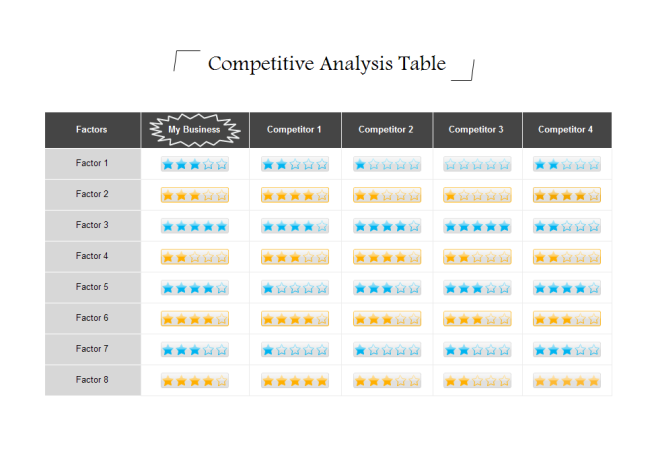 Competitive Analysis Table
Factors My Business Competitor 1 Competitor 2 Competitor 3 Competitor 4
Factor 1
Factor 2
Factor 3
Factor 4
Factor 5
Factor 6
Factor 7
Factor 8